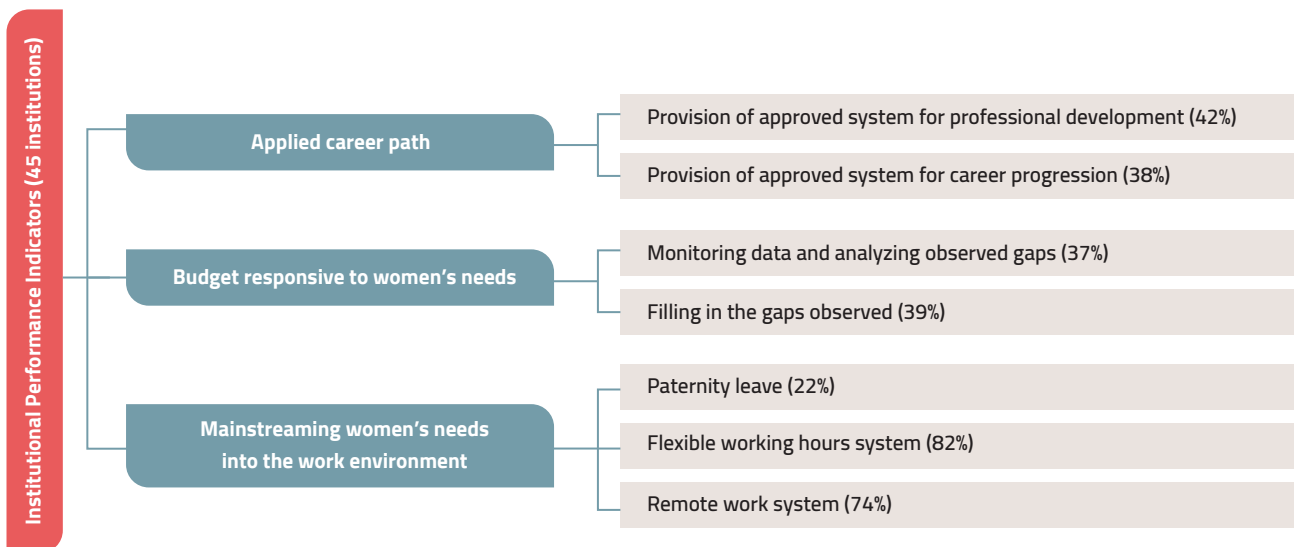 Institutional Performance Indicators (45 institutions)
Applied career path
Provision of approved system for professional development (42%)
Provision of approved system for career progression (38%)
Budget responsive to women’s needs
Monitoring data and analyzing observed gaps (37%)
Filling in the gaps observed (39%)
Mainstreaming women’s needs
into the work environment
Paternity leave (22%)
Flexible working hours system (82%)
Remote work system (74%)